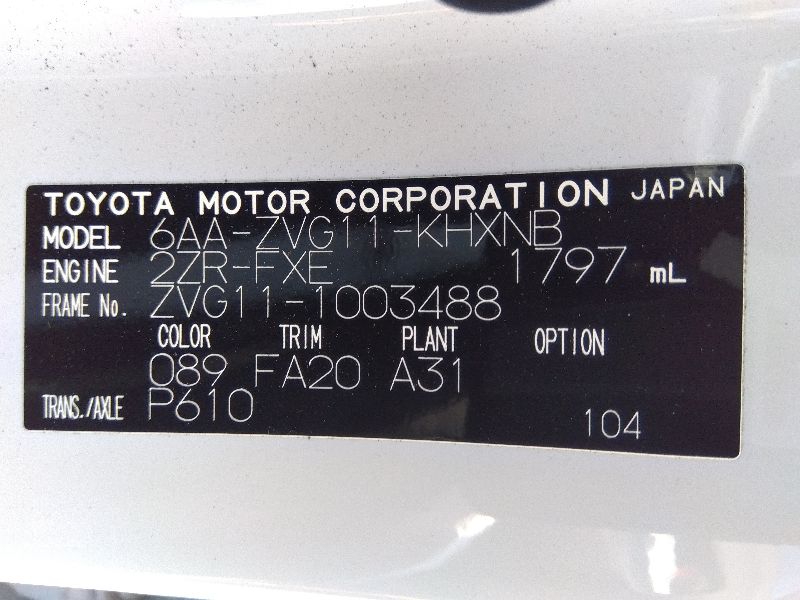 TOYOTA MOTOR CORPORATION JAPAN
MODEL 6AA-ZVG11-KHXNB
ENGINE 2ZR-FXE 1797 mL
FRAME No. ZVG11-1003488
COLOR TRIM PLANT OPTION
089 FA20 A31
TRANS./AXLE P610
104